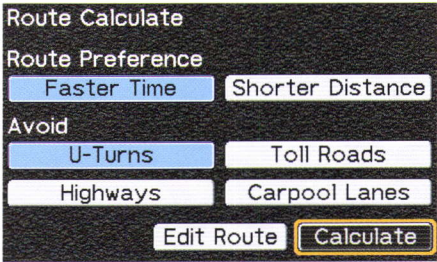 Route Calculate
Route Preference
Faster Time Shorter Distance
Avoid
U-Turns Toll Roads
Highways Carpool Lanes
Edit Route Calculate